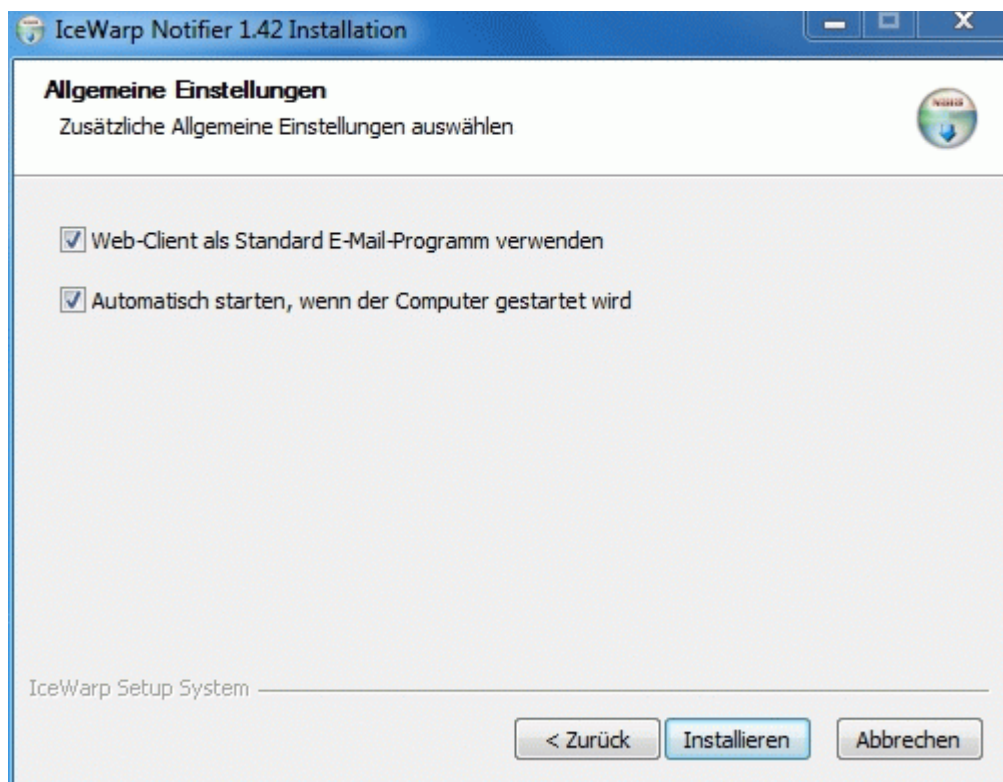 IceWarp Notifier 1.42 Installation
Allgemeine Einstellungen
Zusätzliche Allgemeine Einstellungen auswählen
Web-Client als Standard E-Mail-Programm verwenden
Automatisch starten, wenn der Computer gestartet wird
IceWarp Setup System
< Zurück
Installieren
Abbrechen